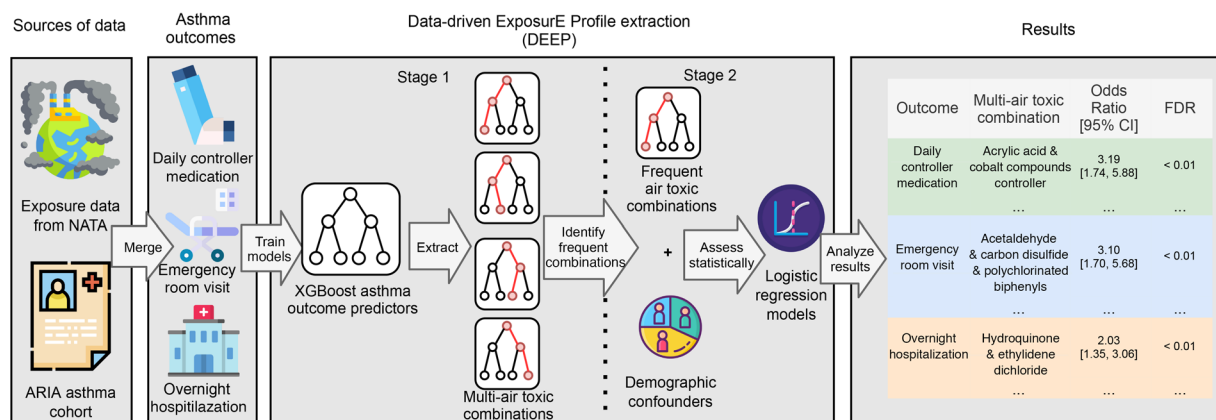 Sources of data
Asthma
outcomes
Data-driven ExposurE Profile extraction
(DEEP)
Results
Exposure data
from NATA
ARIA asthma
cohort
Merge
Daily controller
medication
Emergency
room visit
Overnight
hospitilazation
Train
models
Stage 1
XGBoost asthma
outcome predictors
Extract
Multi-air toxic
combinations
Identify
frequent
combinations
Stage 2
Frequent
air toxic
combinations
+
Demographic
confounders
Assess
statistically
Logistic
regression
models
Analyze
results
Outcome
Multi-air toxic
combination
Odds
Ratio
[95% CI]
FDR
Daily
controller
medication
Acrylic acid &
cobalt compounds
controller
3.19
[1.74, 5.88]
< 0.01
...
...
...
Emergency
room visit
Acetaldehyde
& carbon disulfide
& polychlorinated
biphenyls
3.10
[1.70, 5.68]
< 0.01
...
...
...
Overnight
hospitalization
Hydroquinone
& ethylidene
dichloride
2.03
[1.35, 3.06]
< 0.01
...
...
...